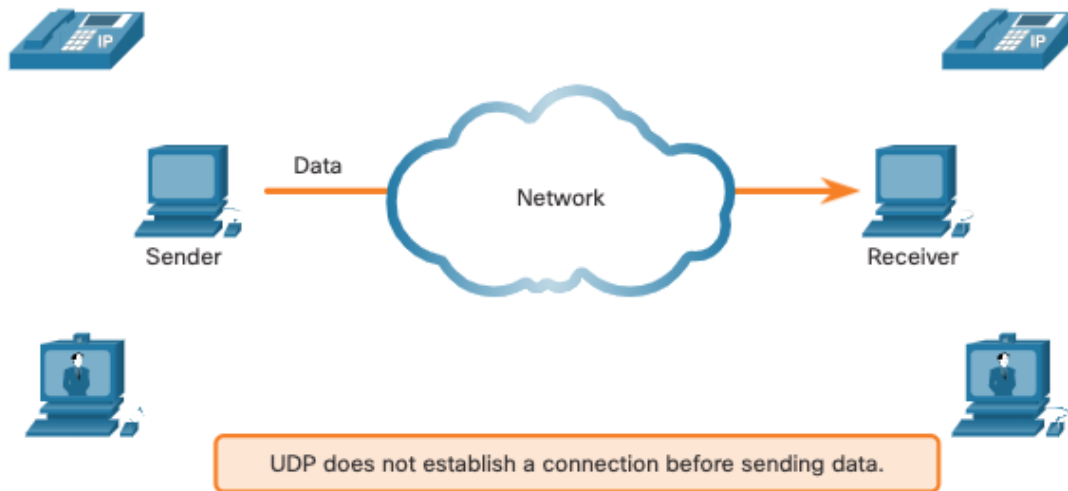 IP
IP
Data
Network
Sender
Receiver
UDP does not establish a connection before sending data.